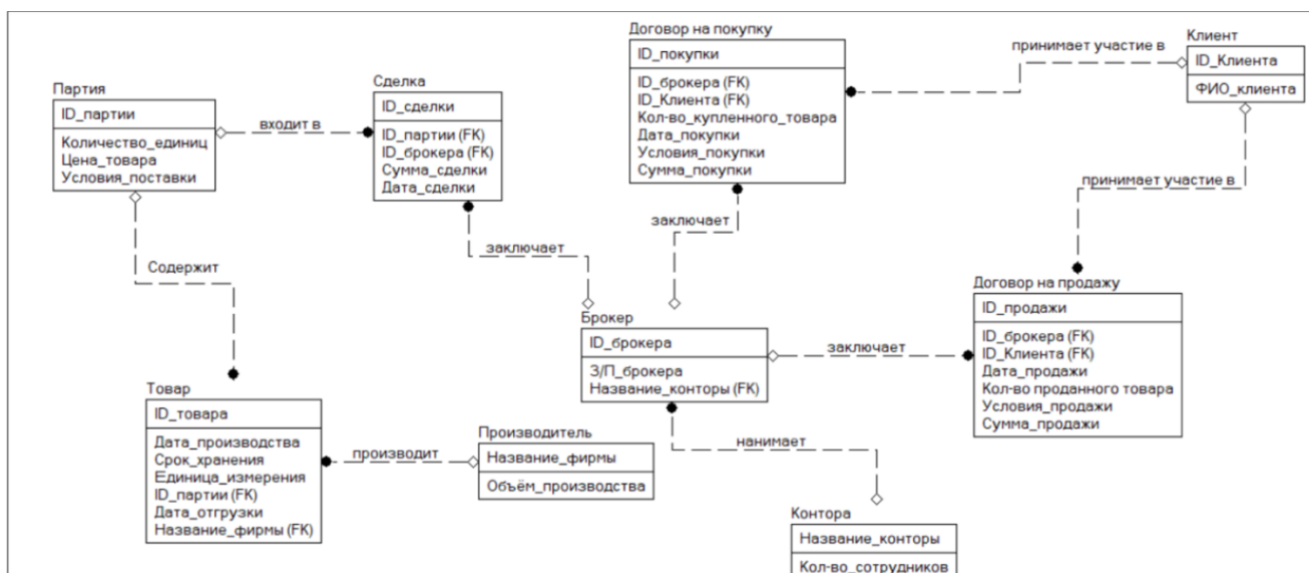 Договор на покупку
ID_покупки
ID_брокера (FK)
ID_Клиента (FK)
Кол-во_купленного_товара
Дата_покупки
Условия_покупки
Сумма_покупки
принимает участие в
Клиент
ID_Клиента
ФИО_клиента
Партия
ID_партии
Количество_единиц
Цена_товара
Условия_поставки
входит в
Сделка
ID_сделки
ID_партии (FK)
ID_брокера (FK)
Сумма_сделки
Дата_сделки
принимает участие в
заключает
заключает
Содержит
Договор на продажу
ID_продажи
ID_брокера (FK)
ID_Клиента (FK)
Дата_продажи
Кол-во проданного товара
Условия_продажи
Сумма_продажи
Брокер
ID_брокера
З/П_брокера
Название_конторы (FK)
заключает
Товар
ID_товара
Дата_производства
Срок_хранения
Единица_измерения
ID_партии (FK)
Дата_отгрузки
Название_фирмы (FK)
производит
Производитель
Название_фирмы
Объём_производства
нанимает
Контора
Название_конторы
Кол-во_сотрудников